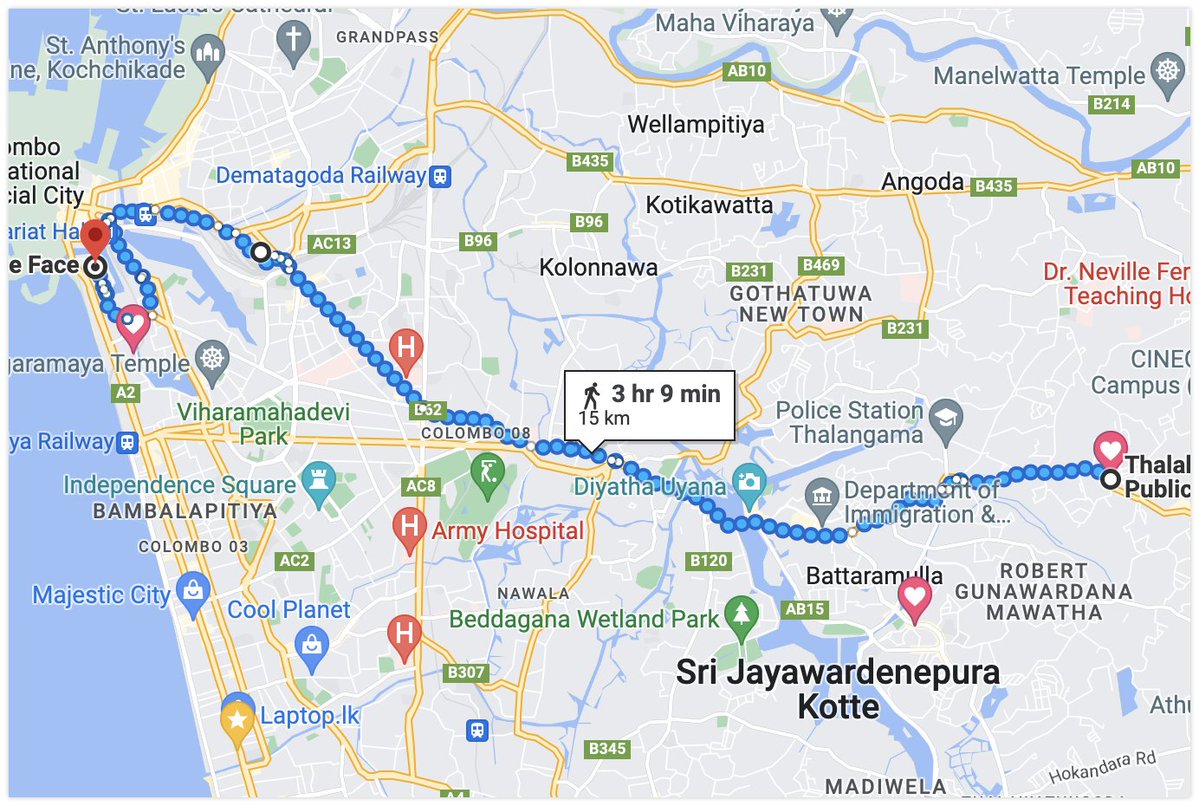 St. Lucia's Cathedral
GRANDPASS
Maha Viharaya
St. Anthony's
ne, Kochchikade
AB10
Manelwatta Temple
B214
Wellampitiya
ombo
ational
cial City
Dematagoda Railway
B435
AB10
Angoda
B435
Kotikawatta
B96
ariat Ha
AC13
B96
e Face
Kolonnawa
B231
B469
GOTHATUWA
NEW TOWN
Dr. Neville Fer
Teaching Ho
B231
garamaya Temple
A2
3 hr 9 min
15 km
CINEC
Campus
Viharamahadevi
Park
B62
COLOMBO 08
Police Station
Thalangama
ya Railway
Independence Square
BAMBALAPITIYA
AC8
Diyatha Uyana
Department of
Immigration &...
Thalal
Public
Army Hospital
COLOMBO 03
AC2
B120
Battaramulla
ROBERT
GUNAWARDANA
MAWATHA
Majestic City
Cool Planet
NAWALA
Beddagana Wetland Park
AB15
B307
Sri Jayawardenepura
Kotte
Laptop.lk
Athu
B345
Hokandara Rd
MADIWELA
A4